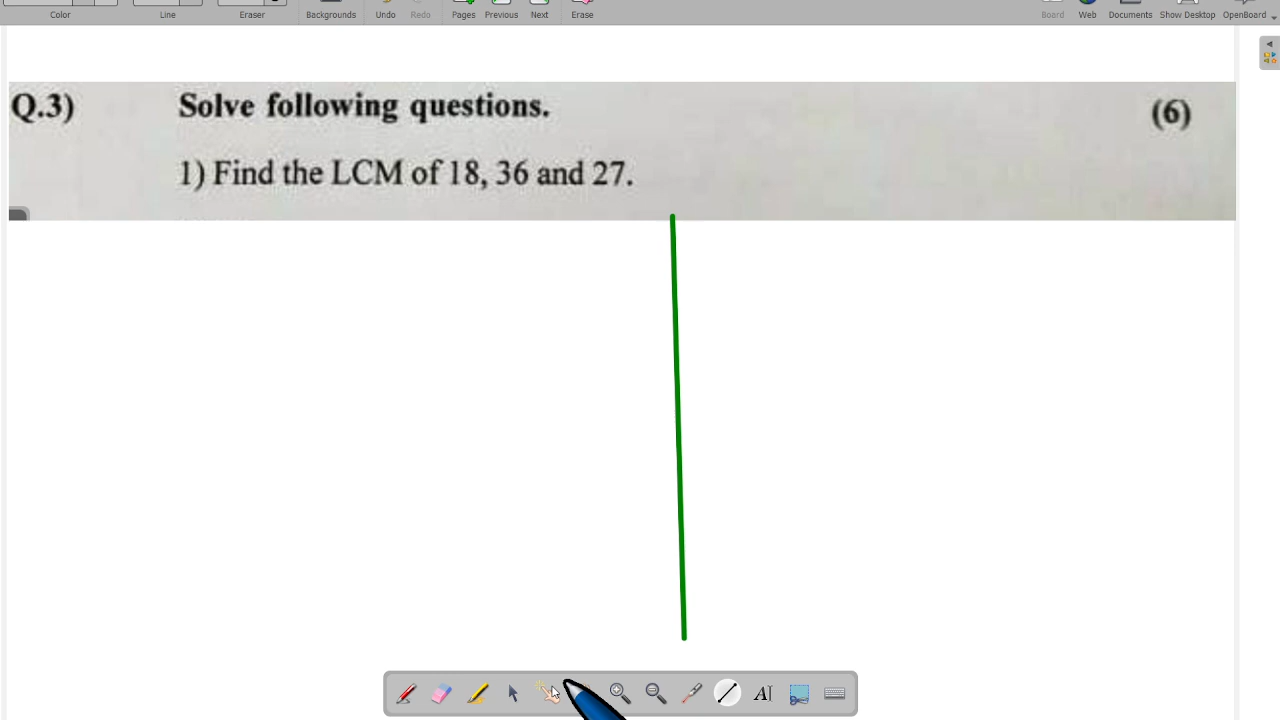 Color Line Eraser Backgrounds Undo Redo Pages Previous Next Erase Board Web Documents Show Desktop OpenBoard
Q.3) Solve following questions. (6)
1) Find the LCM of 18, 36 and 27.